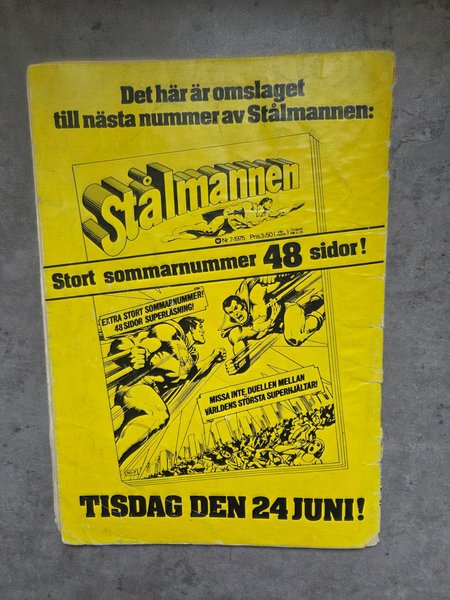 Det här är omslaget
till nästa nummer av Stålmannen:
Stålmannen
Nr 7-1975 Pris 3:50
Stort sommarnummer 48 sidor!
EXTRA STORT SOMMARNUMMER!
48 SIDOR SUPERLÄSNING!
MISSA INTE DUELLEN MELLAN
VÄRLDENS STÖRSTA SUPERHJÄLTAR!
TISDAG DEN 24 JUNI!